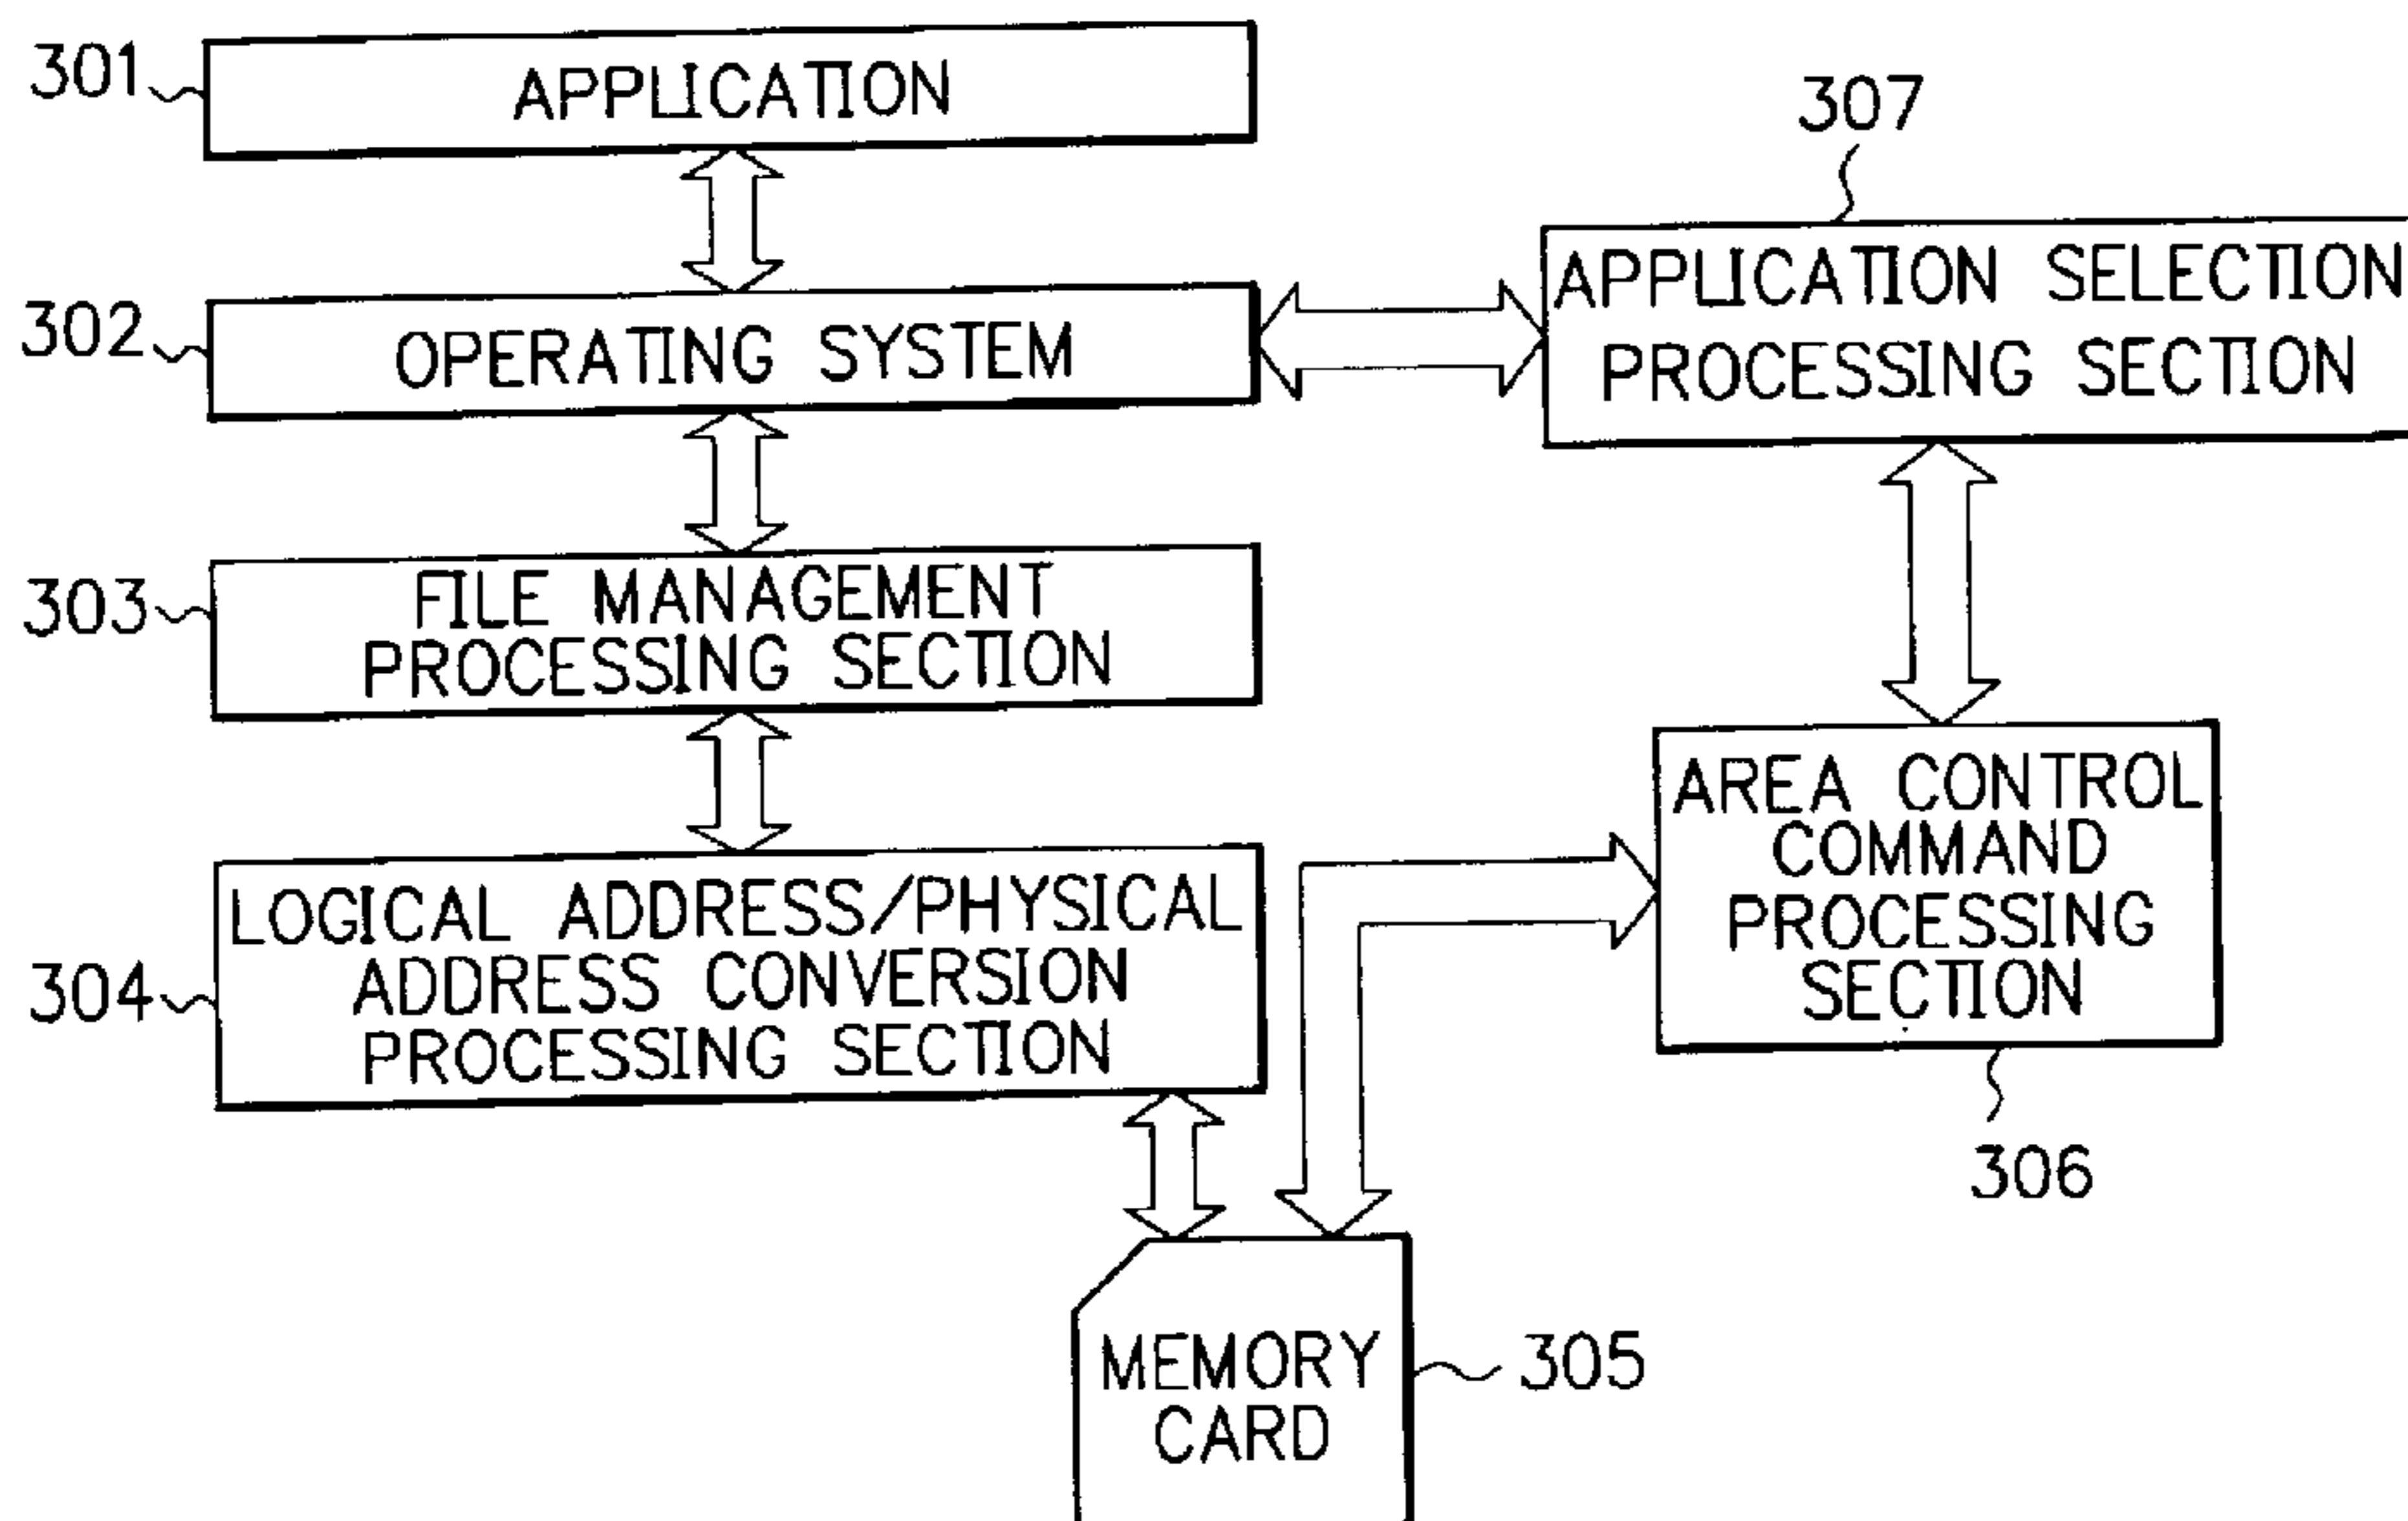 301
APPLICATION
307
302
OPERATING SYSTEM
APPLICATION SELECTION
PROCESSING SECTION
303
FILE MANAGEMENT
PROCESSING SECTION
304
LOGICAL ADDRESS/PHYSICAL
ADDRESS CONVERSION
PROCESSING SECTION
AREA CONTROL
COMMAND
PROCESSING
SECTION
306
MEMORY
CARD
305